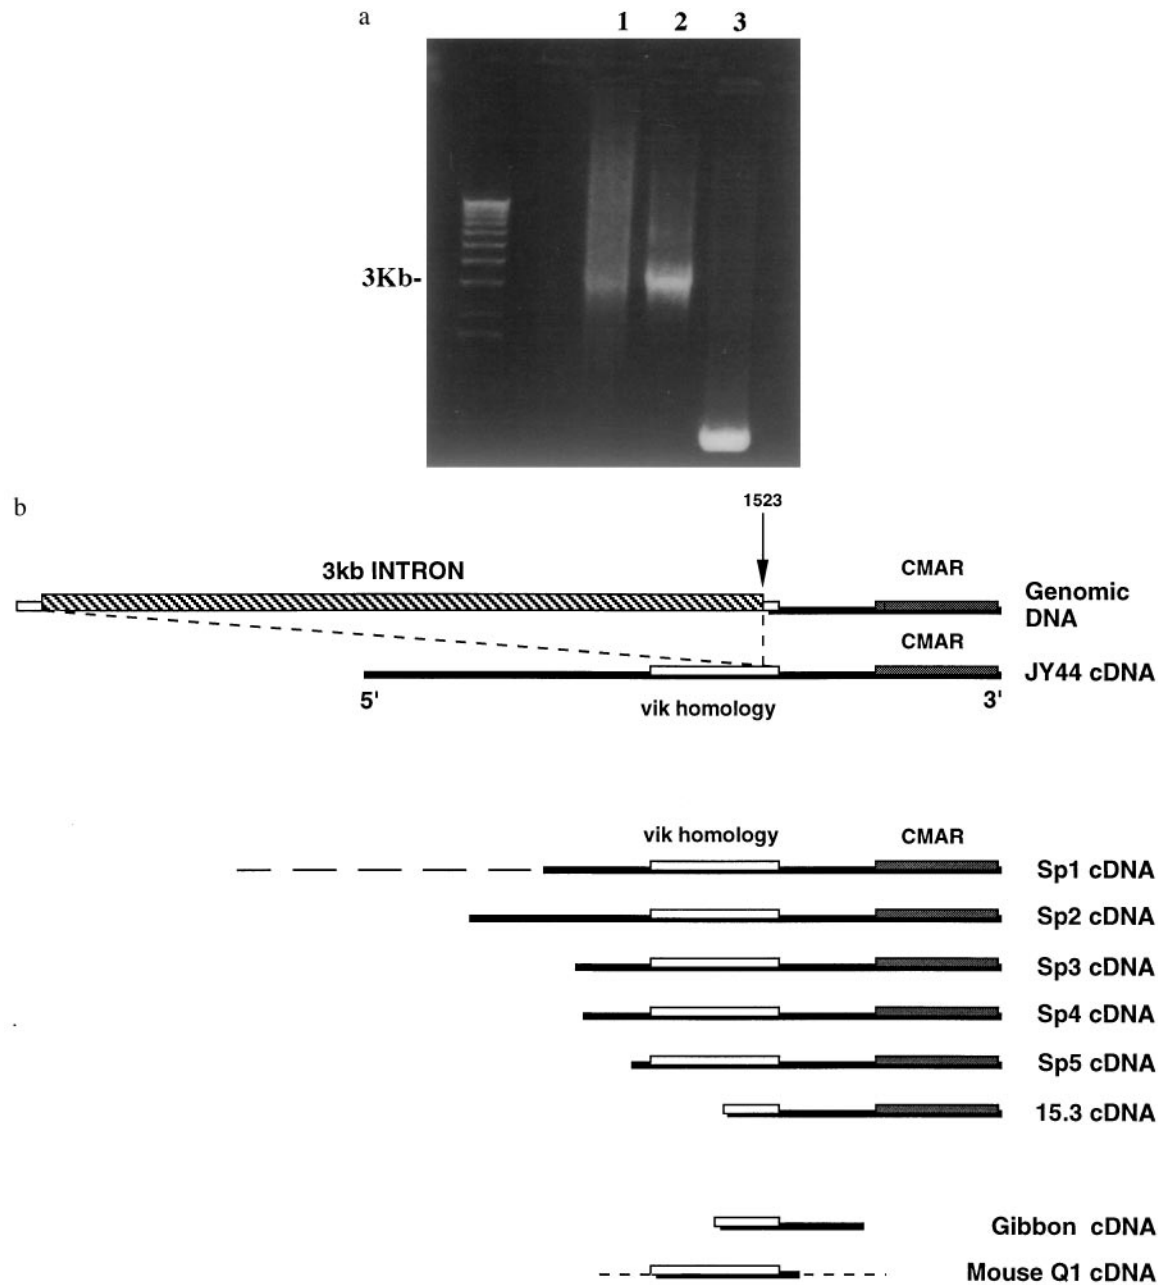 a
1 2 3
3Kb-
b
1523
3kb INTRON
CMAR
Genomic
DNA
CMAR
JY44 cDNA
5'
3'
vik homology
vik homology
CMAR
Sp1 cDNA
Sp2 cDNA
Sp3 cDNA
Sp4 cDNA
Sp5 cDNA
15.3 cDNA
Gibbon cDNA
Mouse Q1 cDNA